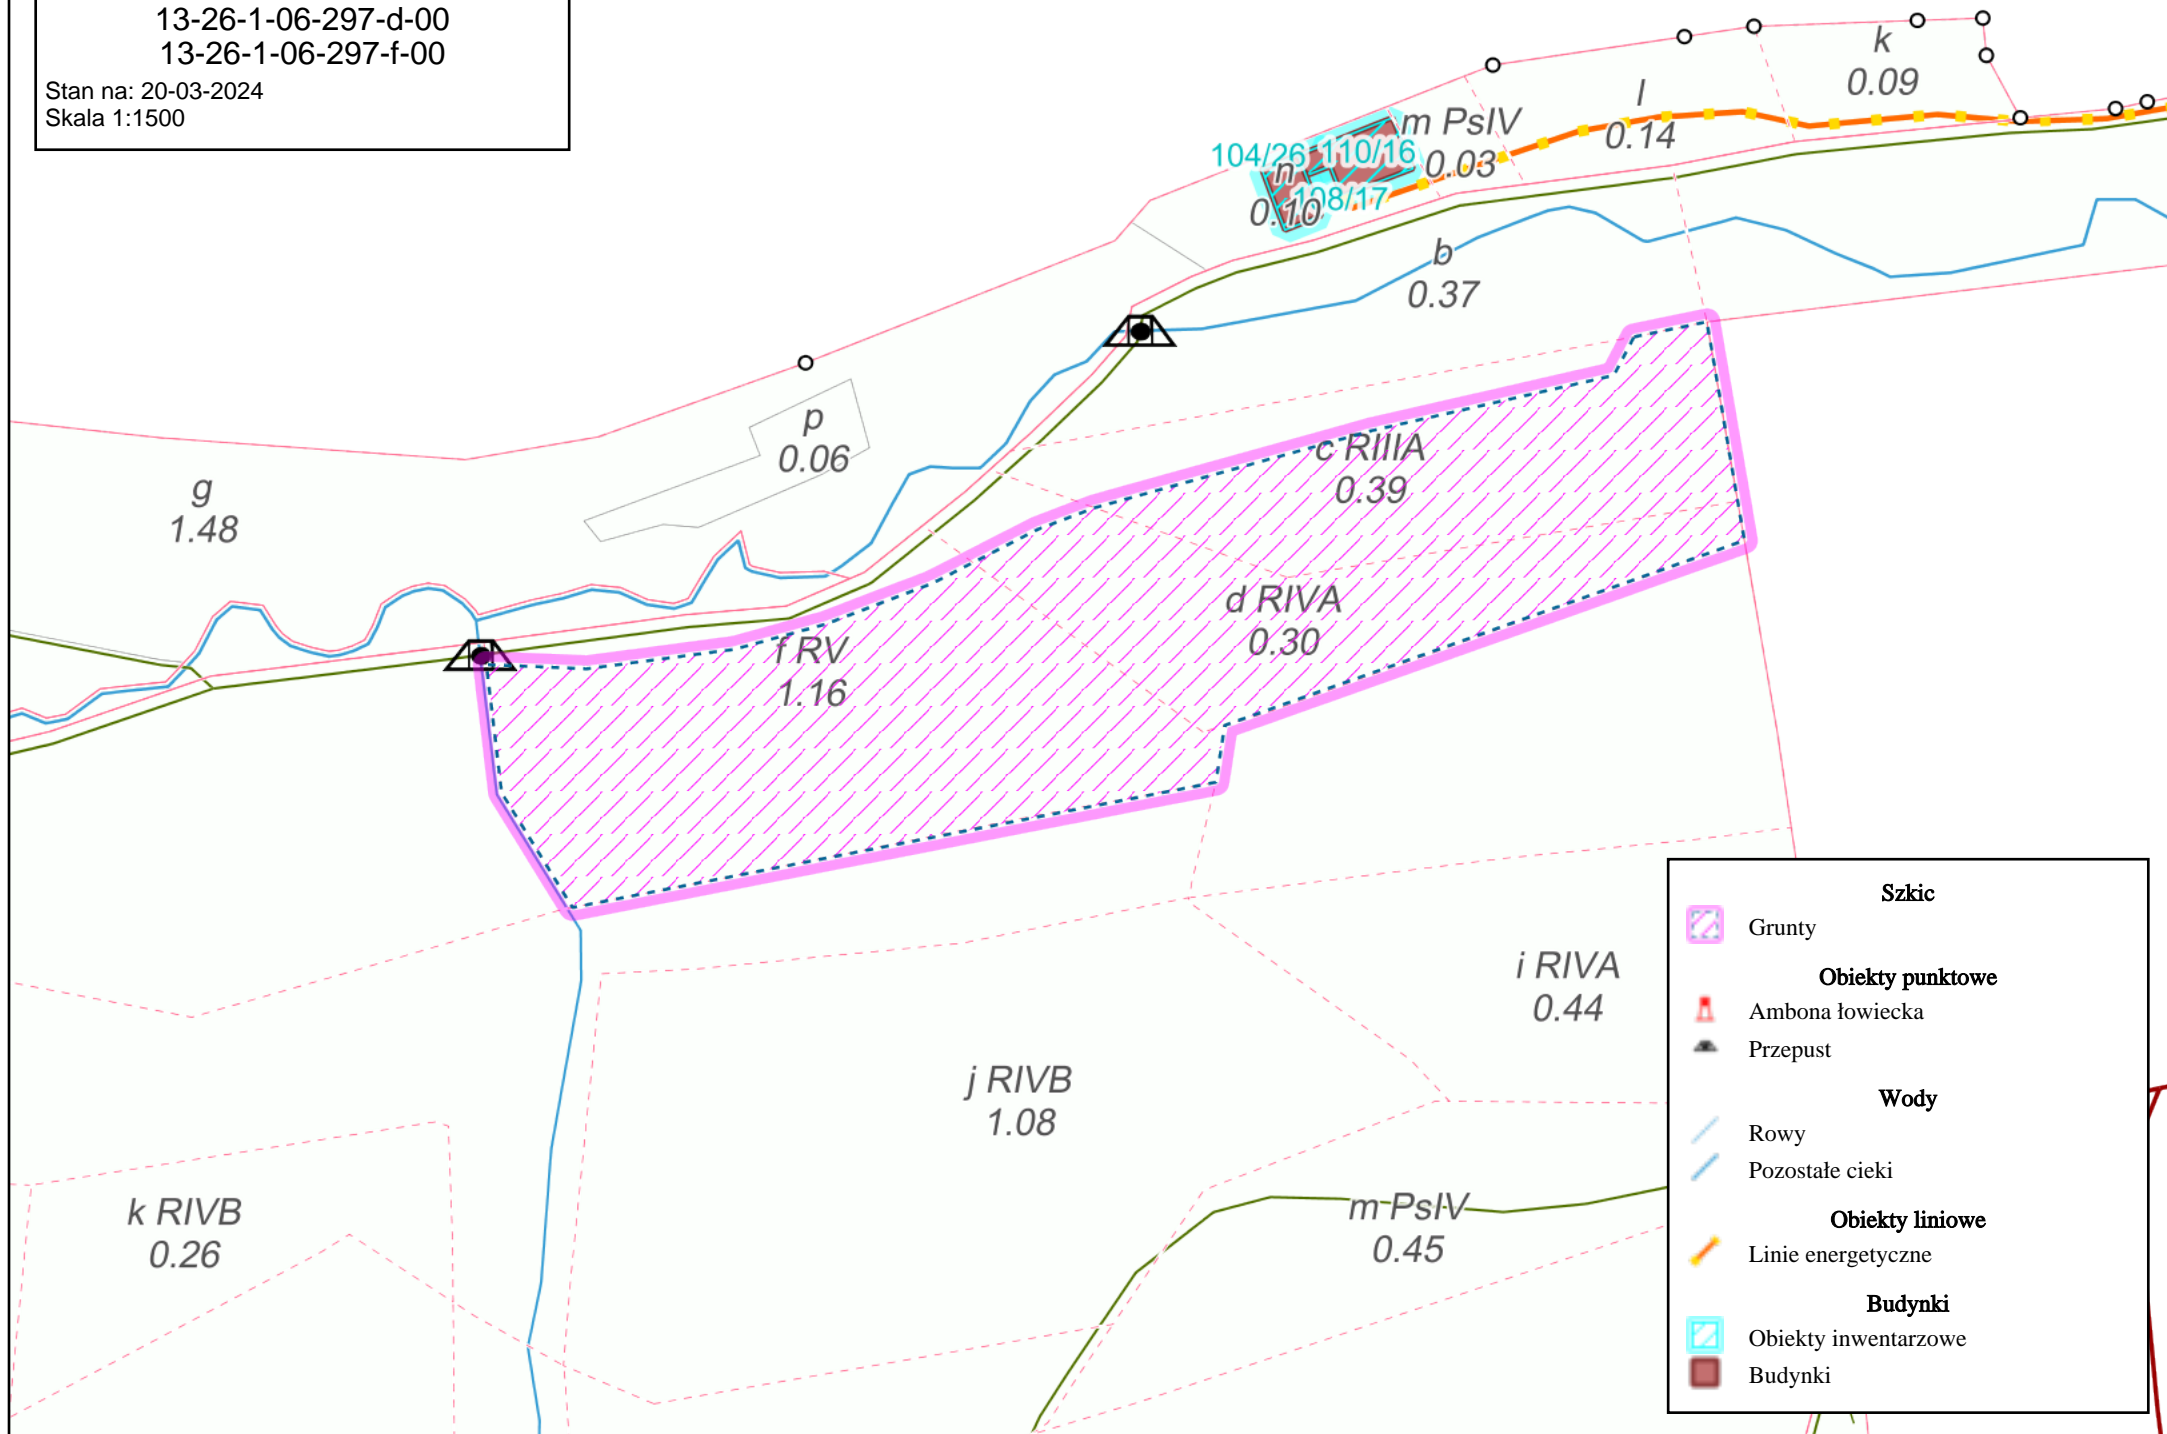 13-26-1-06-297-d-00
13-26-1-06-297-f-00
Stan na: 20-03-2024
Skala 1:1500
k
0.09
l
0.14
m PsIV
0.03
104/26
110/16
n
108/17
0.10
b
0.37
p
0.06
c RIIIA
0.39
g
1.48
d RIVA
0.30
f RV
1.16
i RIVA
0.44
j RIVB
1.08
k RIVB
0.26
m PsIV
0.45
Szkic
Grunty
Obiekty punktowe
Ambona łowiecka
Przepust
Wody
Rowy
Pozostałe cieki
Obiekty liniowe
Linie energetyczne
Budynki
Obiekty inwentarzowe
Budynki